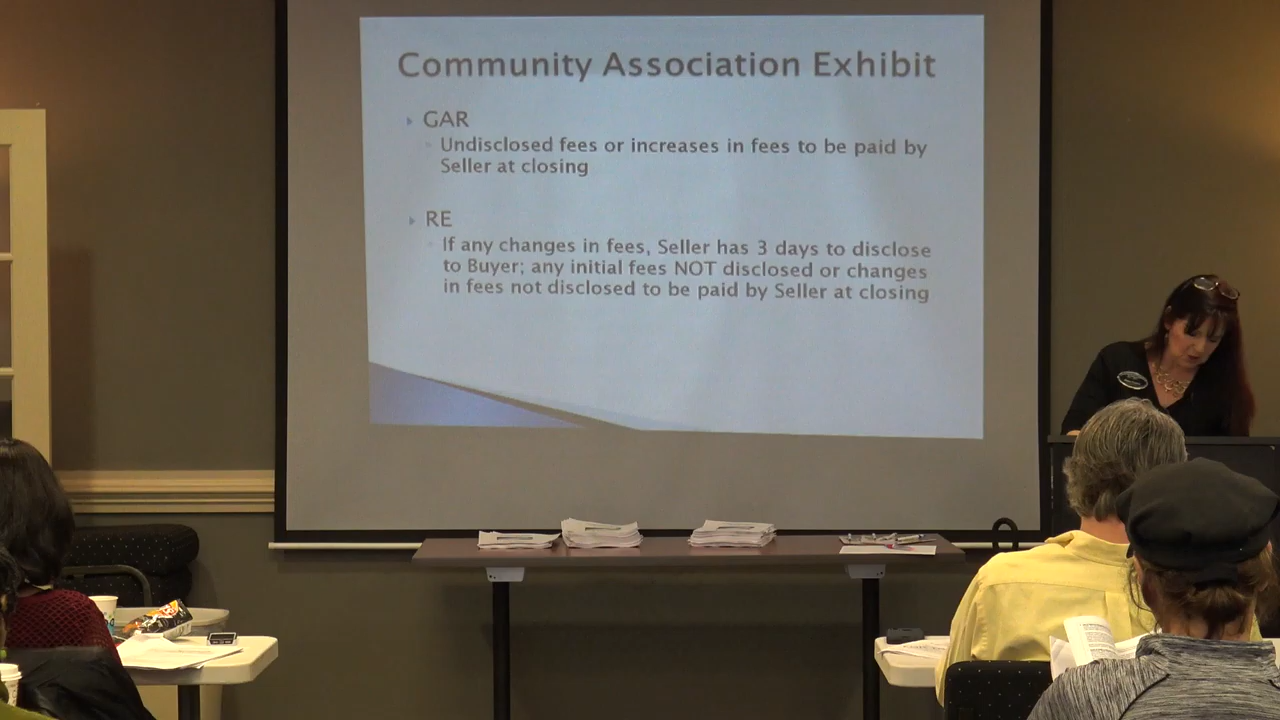 Community Association Exhibit
GAR
Undisclosed fees or increases in fees to be paid by
Seller at closing
RE
If any changes in fees, Seller has 3 days to disclose
to Buyer; any initial fees NOT disclosed or changes
in fees not disclosed to be paid by Seller at closing